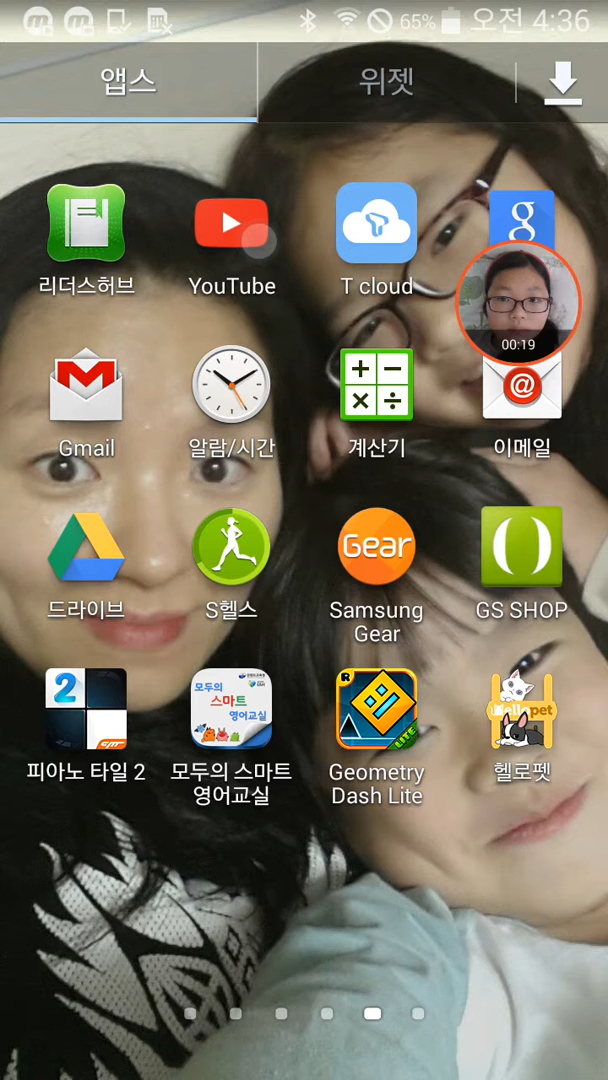 65% 오전 4:36
앱스 위젯
g
리더스허브 YouTube T cloud
00:19
+ −
× ÷
@
Gmail 알람/시간 계산기 이메일
Gear
드라이브 S헬스 Samsung Gear GS SHOP
2
모두의
스마트
영어교실
R
LITE
Hellopet
피아노 타일 2 모두의 스마트 영어교실 Geometry Dash Lite 헬로펫